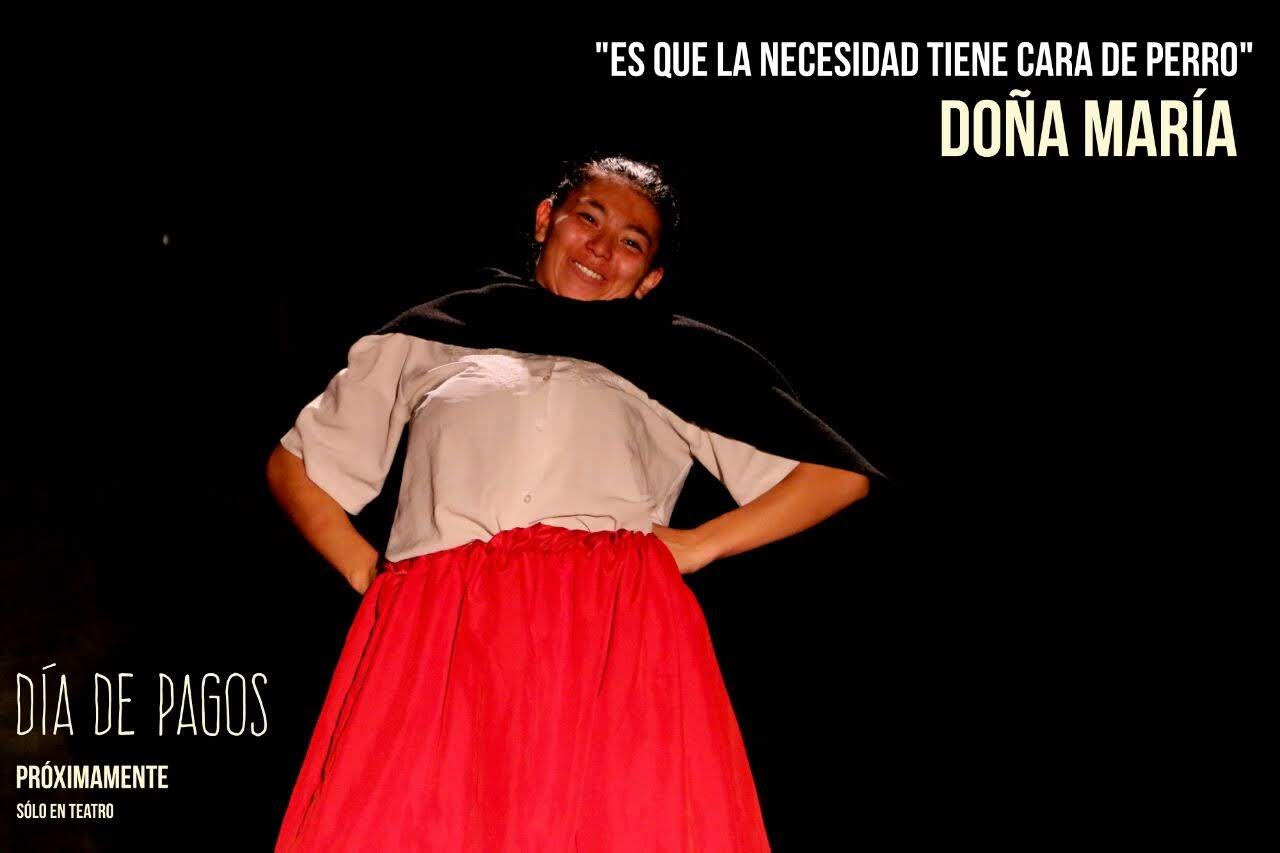 "ES QUE LA NECESIDAD TIENE CARA DE PERRO"
DOÑA MARÍA
DÍA DE PAGOS
PRÓXIMAMENTE
SÓLO EN TEATRO